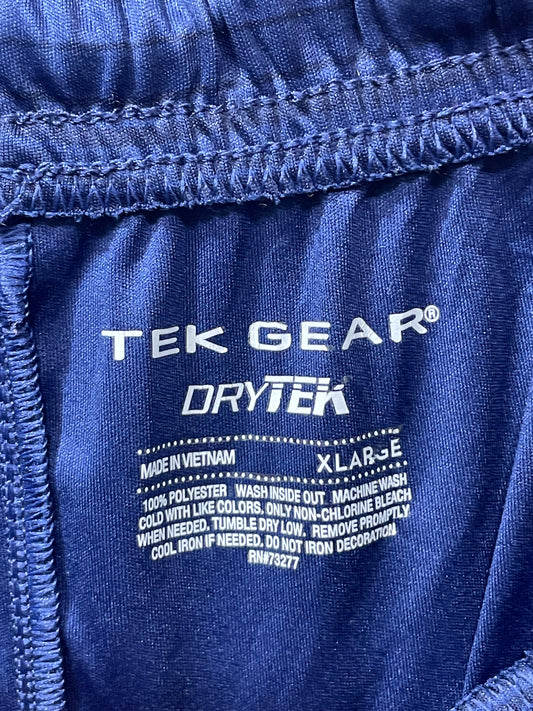 TEK GEAR®
DRYTEK
MADE IN VIETNAM XLARGE
100% POLYESTER WASH INSIDE OUT MACHINE WASH
COLD WITH LIKE COLORS. ONLY NON-CHLORINE BLEACH
WHEN NEEDED. TUMBLE DRY LOW. REMOVE PROMPTLY
COOL IRON IF NEEDED. DO NOT IRON DECORATION
RN#73277